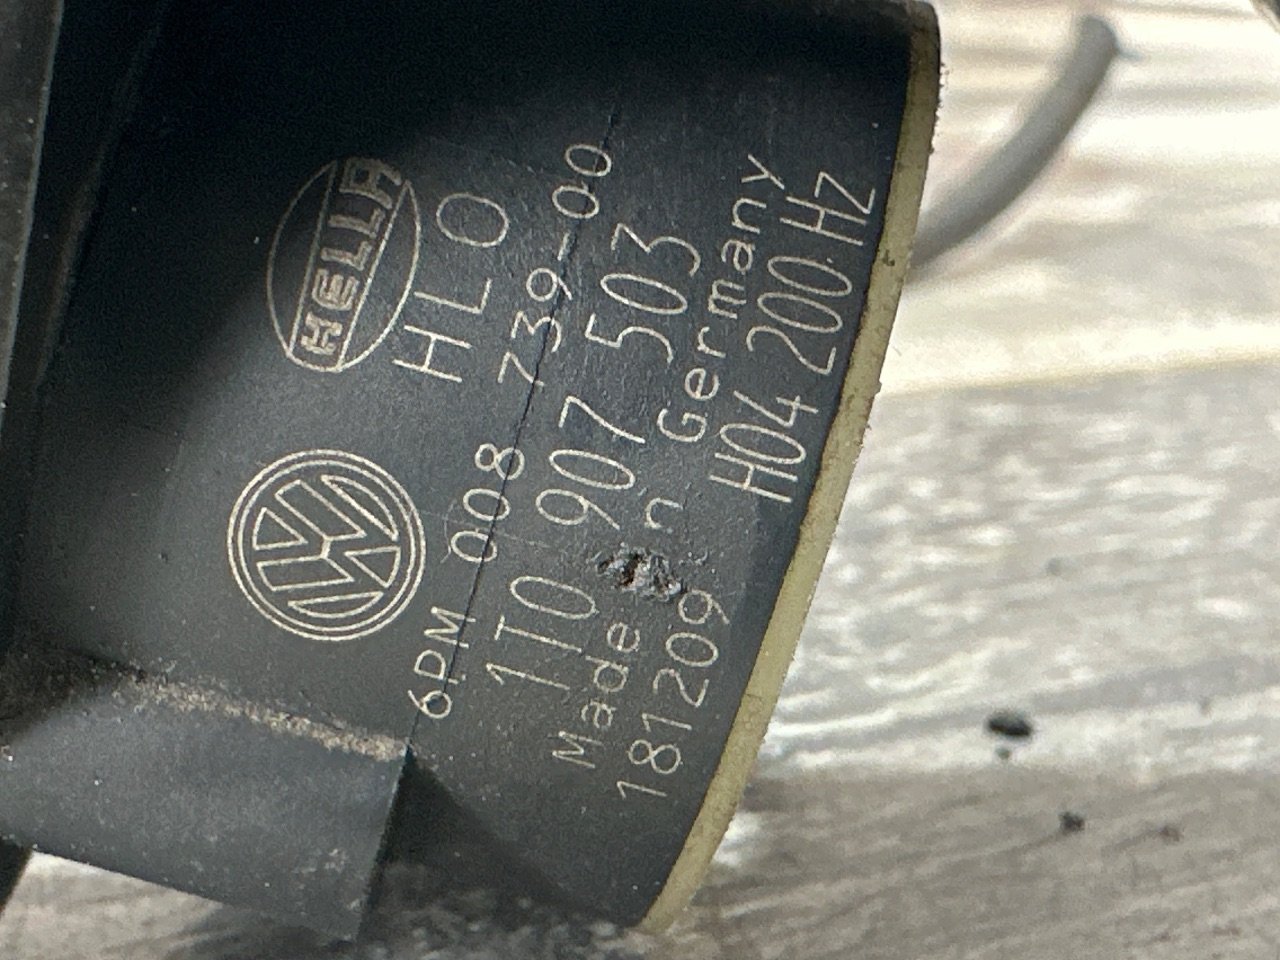 HELLA
HLO
6PM 008 739-00
1T0 907 503
Made in Germany
181209 H04 200 Hz